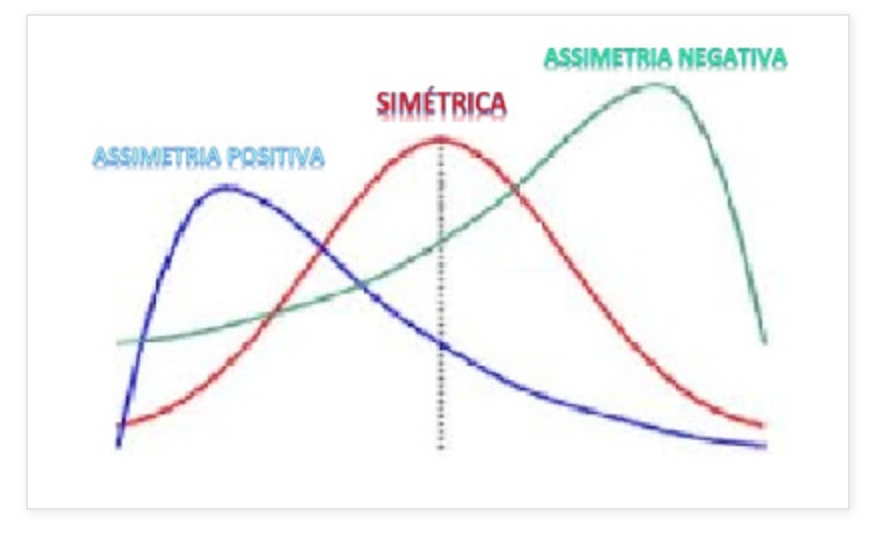 ASSIMETRIA NEGATIVA
SIMÉTRICA
ASSIMETRIA POSITIVA